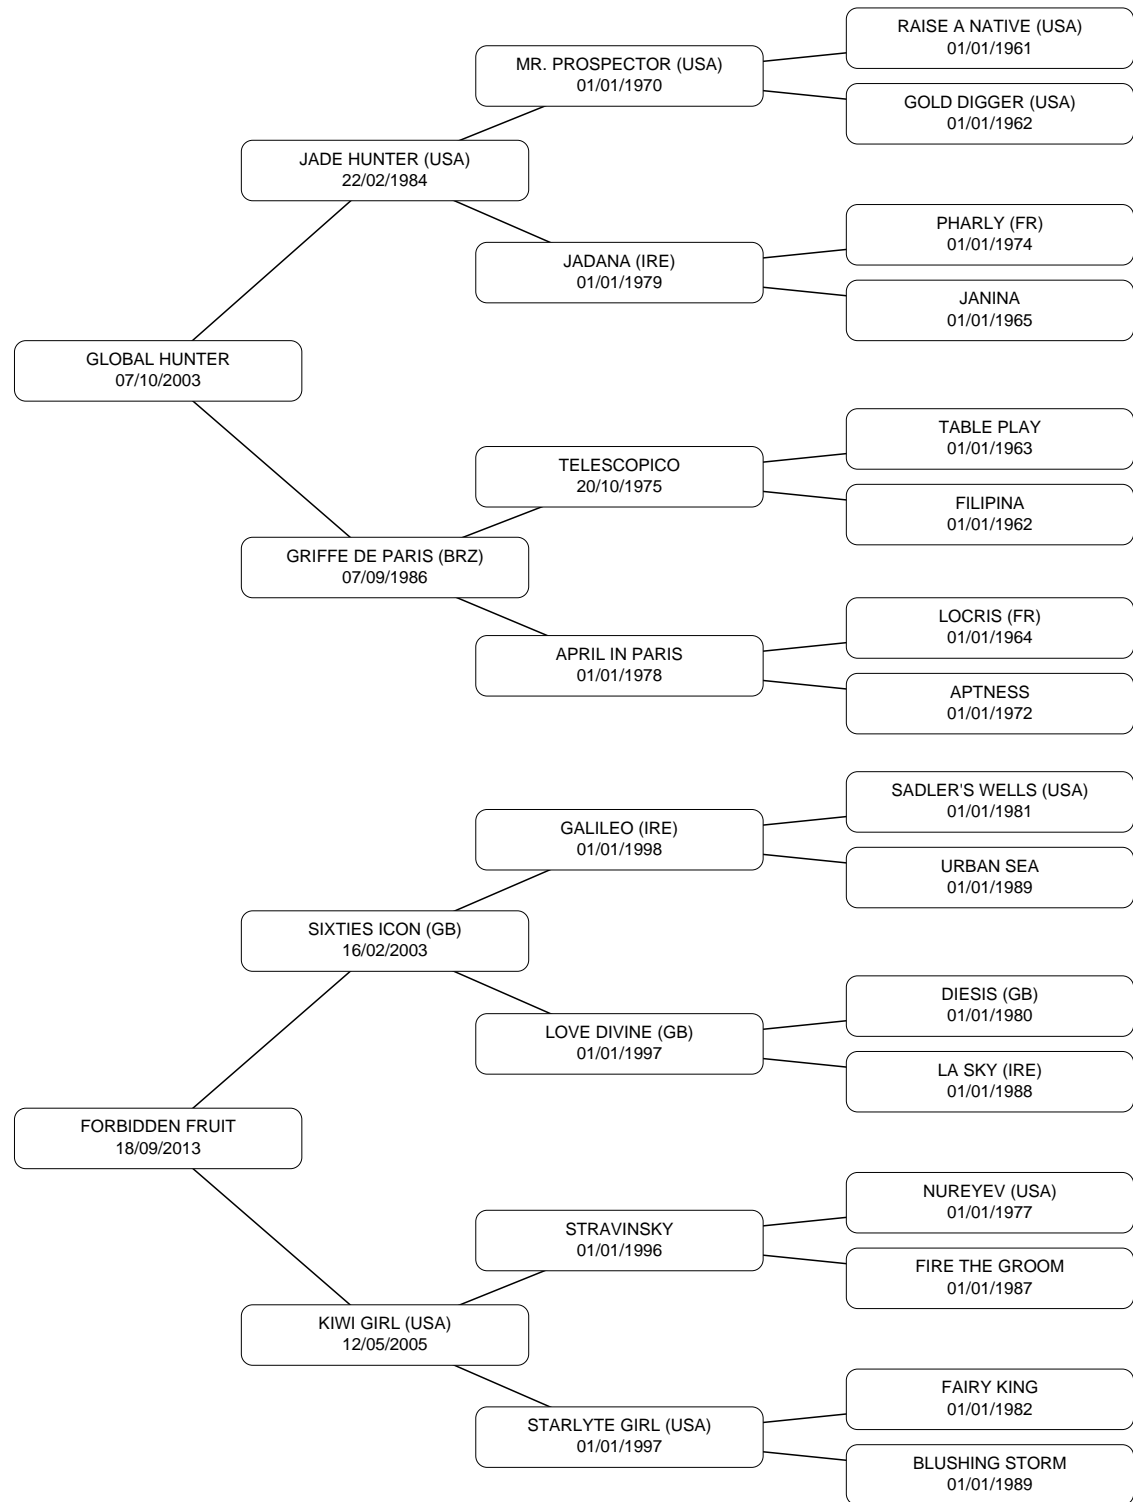 RAISE A NATIVE (USA)
01/01/1961
MR. PROSPECTOR (USA)
01/01/1970
GOLD DIGGER (USA)
01/01/1962
JADE HUNTER (USA)
22/02/1984
PHARLY (FR)
01/01/1974
JADANA (IRE)
01/01/1979
JANINA
01/01/1965
GLOBAL HUNTER
07/10/2003
TABLE PLAY
01/01/1963
TELESCOPICO
20/10/1975
FILIPINA
01/01/1962
GRIFFE DE PARIS (BRZ)
07/09/1986
LOCRIS (FR)
01/01/1964
APRIL IN PARIS
01/01/1978
APTNESS
01/01/1972
SADLER'S WELLS (USA)
01/01/1981
GALILEO (IRE)
01/01/1998
URBAN SEA
01/01/1989
SIXTIES ICON (GB)
16/02/2003
DIESIS (GB)
01/01/1980
LOVE DIVINE (GB)
01/01/1997
LA SKY (IRE)
01/01/1988
FORBIDDEN FRUIT
18/09/2013
NUREYEV (USA)
01/01/1977
STRAVINSKY
01/01/1996
FIRE THE GROOM
01/01/1987
KIWI GIRL (USA)
12/05/2005
FAIRY KING
01/01/1982
STARLYTE GIRL (USA)
01/01/1997
BLUSHING STORM
01/01/1989